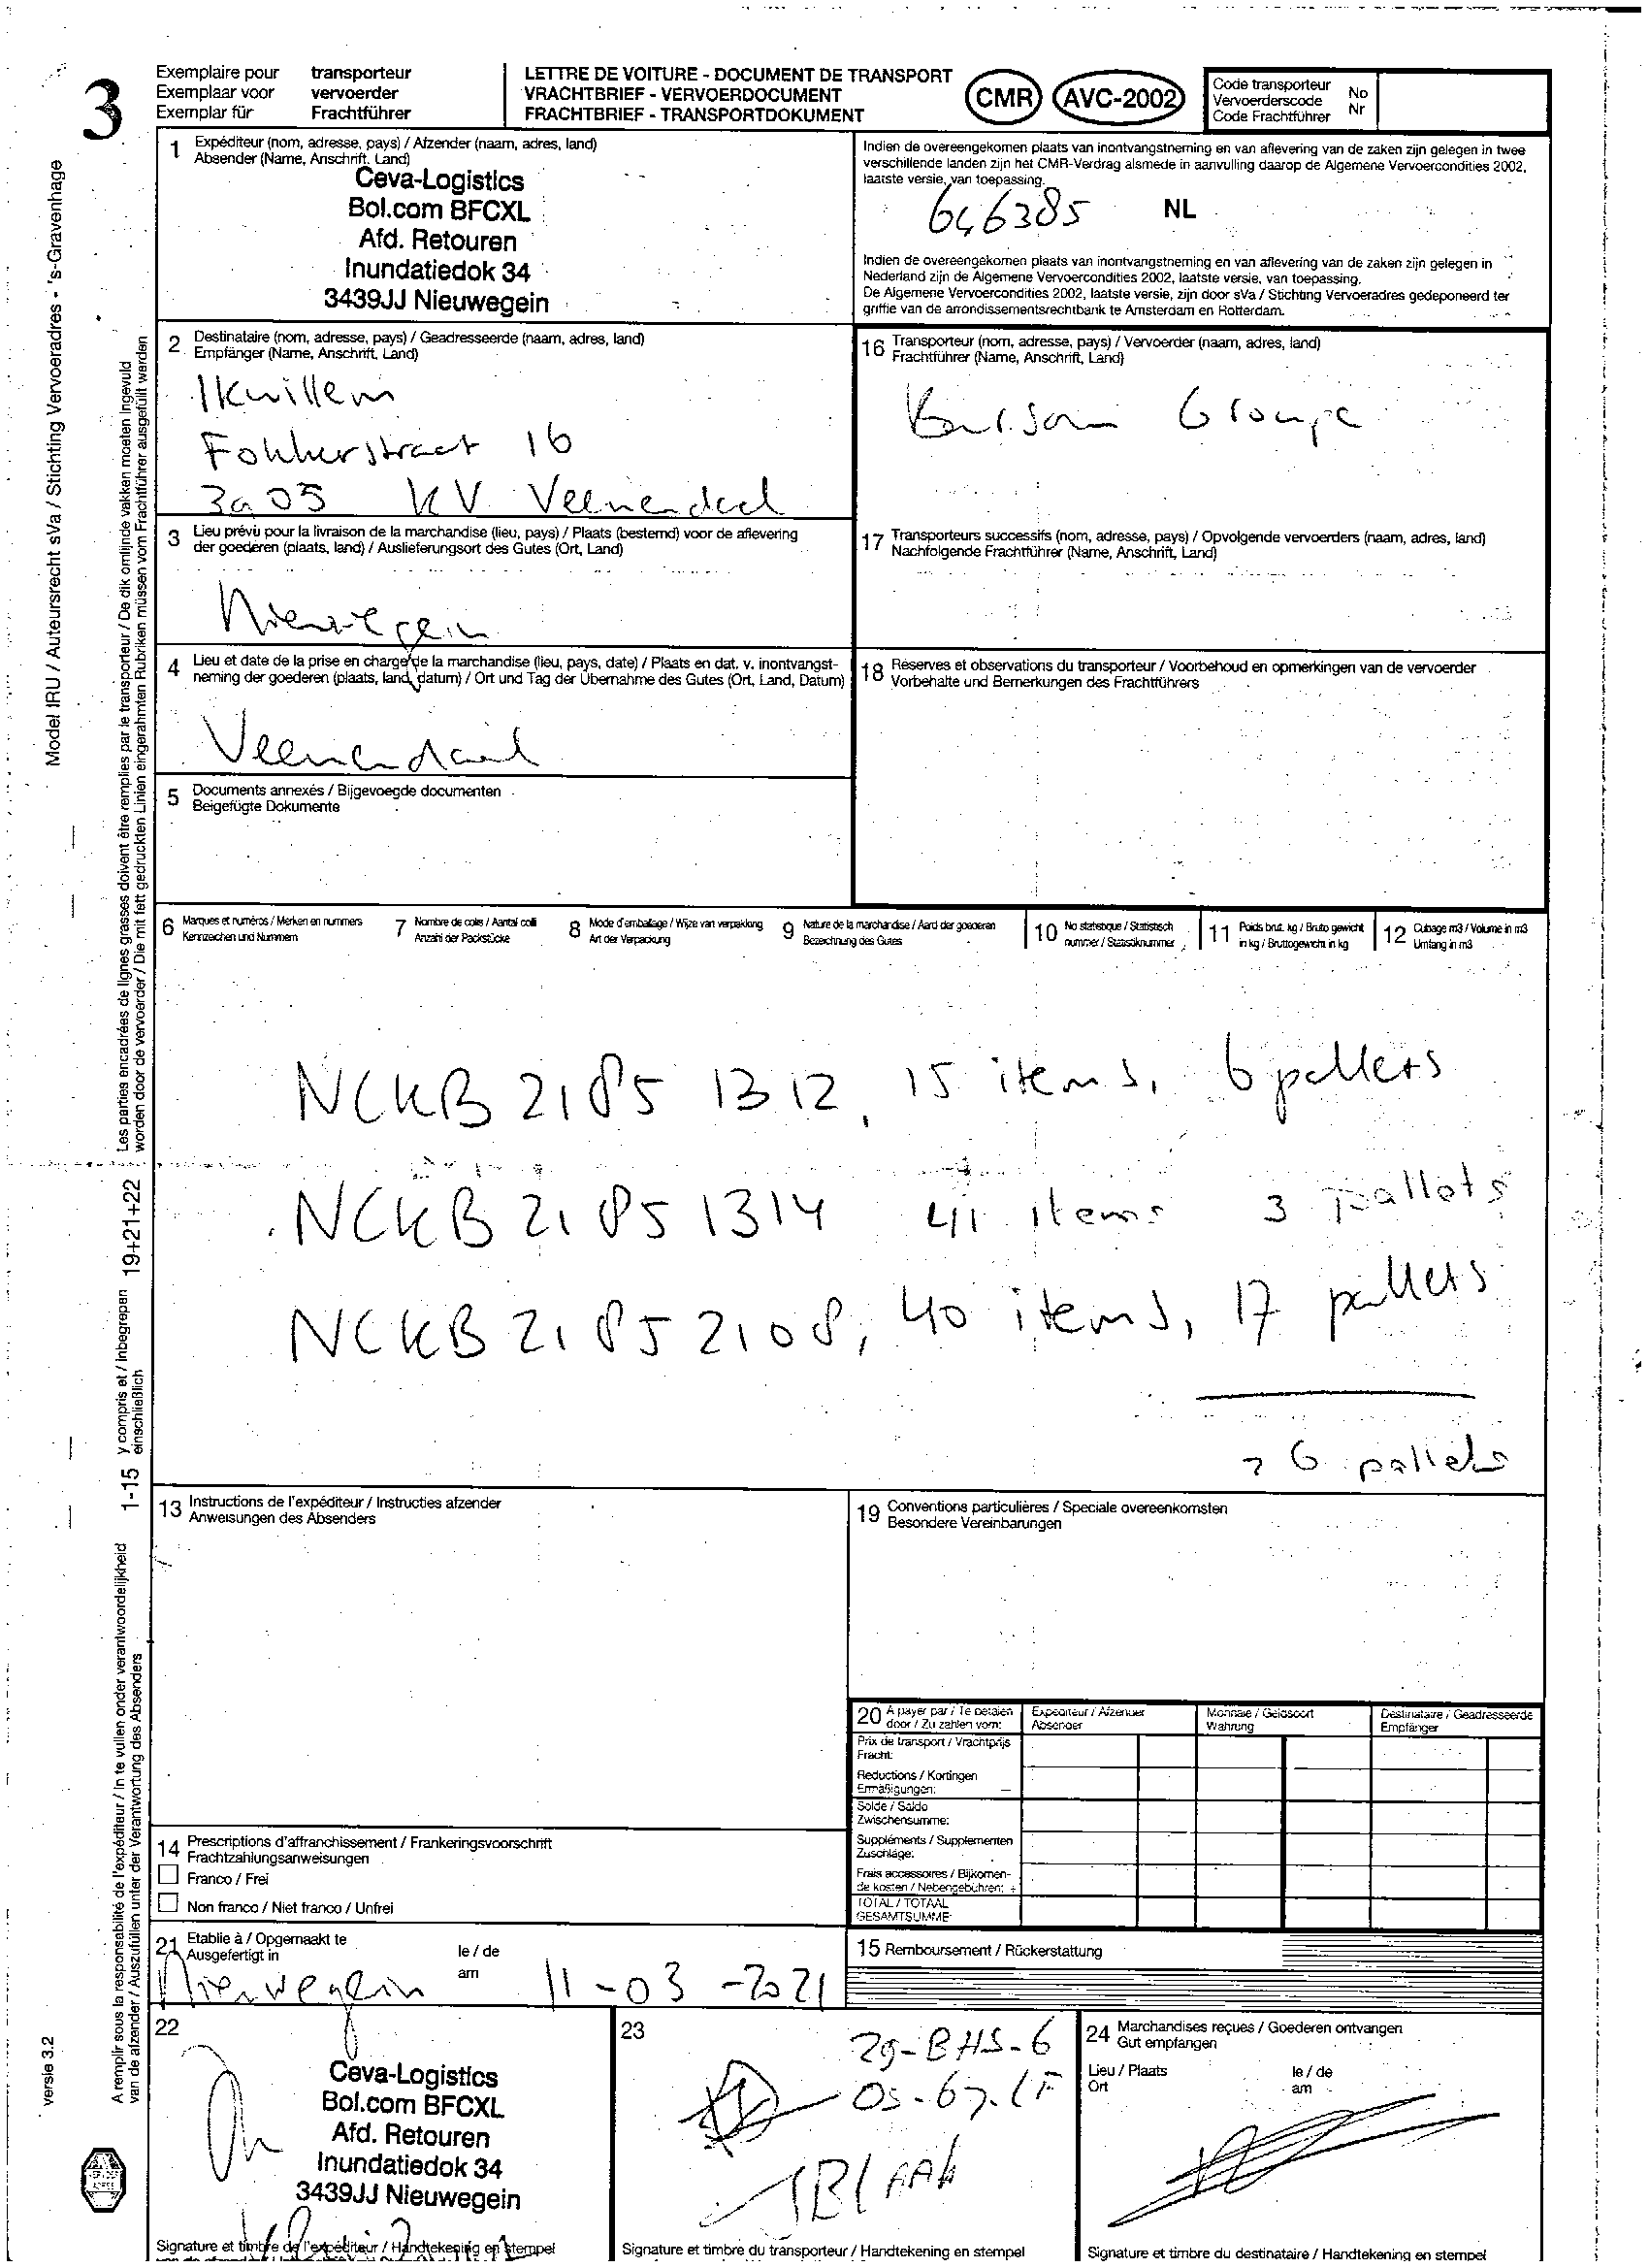 3
Exemplaire pour transporteur
Exemplaar voor vervoerder
Exemplar für Frachtführer
LETTRE DE VOITURE - DOCUMENT DE TRANSPORT
VRACHTBRIEF - VERVOERDOCUMENT
FRACHTBRIEF - TRANSPORTDOKUMENT
CMR AVC-2002
Code transporteur No
Vervoerderscode Nr
Code Frachtführer
1 Expéditeur (nom, adresse, pays) / Afzender (naam, adres, land)
Absender (Name, Anschrift, Land)
Ceva-Logistics
Bol.com BFCXL
Afd. Retouren
Inundatiedok 34
3439JJ Nieuwegein
Indien de overeengekomen plaats van inontvangstneming en van aflevering van de zaken zijn gelegen in twee
verschillende landen zijn het CMR-Verdrag alsmede in aanvulling daarop de Algemene Vervoercondities 2002,
laatste versie, van toepassing.
646385 NL
Indien de overeengekomen plaats van inontvangstneming en van aflevering van de zaken zijn gelegen in
Nederland zijn de Algemene Vervoercondities 2002, laatste versie, van toepassing.
De Algemene Vervoercondities 2002, laatste versie, zijn door sVa / Stichting Vervoeradres gedeponeerd ter
griffie van de arrondissementsrechtbank te Amsterdam en Rotterdam.
2 Destinataire (nom, adresse, pays) / Geadresseerde (naam, adres, land)
Empfänger (Name, Anschrift, Land)
Ikwillem
Fokkerstraat 16
3905 KV Veenendaal
16 Transporteur (nom, adresse, pays) / Vervoerder (naam, adres, land)
Frachtführer (Name, Anschrift, Land)
Groupe
3 Lieu prévu pour la livraison de la marchandise (lieu, pays) / Plaats (bestemd) voor de aflevering
der goederen (plaats, land) / Auslieferungsort des Gutes (Ort, Land)
Nieuwegein
17 Transporteurs successifs (nom, adresse, pays) / Opvolgende vervoerders (naam, adres, land)
Nachfolgende Frachtführer (Name, Anschrift, Land)
4 Lieu et date de la prise en charge de la marchandise (lieu, pays, date) / Plaats en dat. v. inontvangst-
neming der goederen (plaats, land, datum) / Ort und Tag der Übernahme des Gutes (Ort, Land, Datum)
Veenendaal
18 Réserves et observations du transporteur / Voorbehoud en opmerkingen van de vervoerder
Vorbehalte und Bemerkungen des Frachtführers
5 Documents annexés / Bijgevoegde documenten
Beigefügte Dokumente
6 Marques et numéros / Merken en nummers
Kennzeichen und Nummern
7 Nombre de colis / Aantal colli
Anzahl der Packstücke
8 Mode d'emballage / Wijze van verpakking
Art der Verpackung
9 Nature de la marchandise / Aard der goederen
Bezeichnung des Gutes
10 No statistique / Statistisch
nummer / Statistiknummer
11 Poids brut. kg / Bruto gewicht
in kg / Bruttogewicht in kg
12 Cubage m3 / Volume in m3
Umfang in m3
NCKB 2185 1312, 15 items, 6 pallets
NCKB 2185 1314 41 items 3 pallets
NCKB 2185 2108, 40 items, 17 pallets
26 pallets
13 Instructions de l'expéditeur / Instructies afzender
Anweisungen des Absenders
19 Conventions particulières / Speciale overeenkomsten
Besondere Vereinbarungen
20 A payer par / Te betalen
door / Zu zahlen vom:
Expéditeur / Afzender
Absender
Monnaie / Geldsoort
Währung
Destinataire / Geadresseerde
Empfänger
Prix de transport / Vrachtprijs
Fracht:
Reductions / Kortingen
Ermäßigungen: –
Solde / Saldo
Zwischensumme:
Suppléments / Supplementen
Zuschläge:
Frais accessoires / Bijkomen-
de kosten / Nebengebühren: +
TOTAL / TOTAAL
GESAMTSUMME
14 Prescriptions d'affranchissement / Frankeringsvoorschrift
Frachtzahlungsanweisungen
Franco / Frei
Non franco / Niet franco / Unfrei
21 Etablie à / Opgemaakt te le / de
Ausgefertigt in am
Nieuwegein 11-03-2021
15 Remboursement / Rückerstattung
22
Ceva-Logistics
Bol.com BFCXL
Afd. Retouren
Inundatiedok 34
3439JJ Nieuwegein
Signature et timbre de l'expéditeur / Handtekening en stempel
23
29-BHS-6
Signature et timbre du transporteur / Handtekening en stempel
24 Marchandises reçues / Goederen ontvangen
Gut empfangen
Lieu / Plaats le / de
Ort am
Signature et timbre du destinataire / Handtekening en stempel
Model IRU / Auteursrecht sVa / Stichting Vervoeradres - 's-Gravenhage
Les parties encadrées de lignes grasses doivent être remplies par le transporteur / De dik omlijnde vakken moeten ingevuld
worden door de vervoerder / Die mit fett gedruckten Linien eingerahmten Rubriken müssen vom Frachtführer ausgefüllt werden
1-15 y compris et / inbegrepen 19+21+22
einschließlich
A remplir sous la responsabilité de l'expéditeur / In te vullen onder verantwoordelijkheid
van de afzender / Auszufüllen unter der Verantwortung des Absenders
versie 3.2